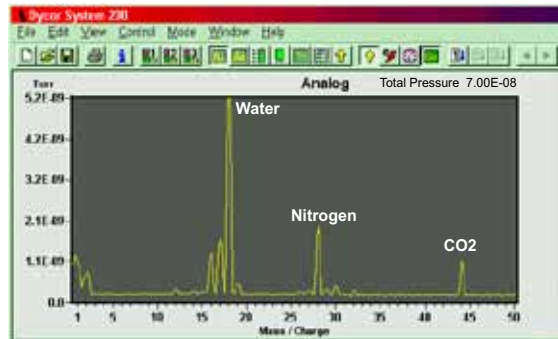 Dycor System 230
File Edit View Control Mode Window Help
Analog
Total Pressure 7.00E-08
Torr
5.2E-09
Water
4.2E-09
3.2E-09
2.1E-09
Nitrogen
CO2
1.1E-09
0.0
1 5 10 15 20 25 30 35 40 45 50
Mass / Charge